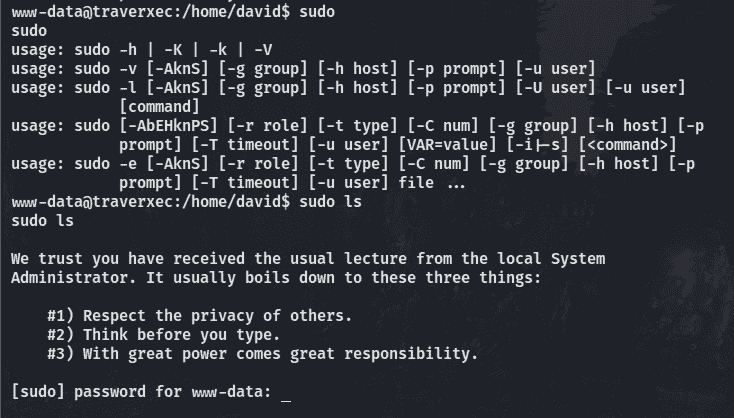 www-data@traverxec:/home/david$ sudo
sudo
usage: sudo -h | -K | -k | -V
usage: sudo -v [-AknS] [-g group] [-h host] [-p prompt] [-u user]
usage: sudo -l [-AknS] [-g group] [-h host] [-p prompt] [-U user] [-u user]
            [command]
usage: sudo [-AbEHknPS] [-r role] [-t type] [-C num] [-g group] [-h host] [-p
            prompt] [-T timeout] [-u user] [VAR=value] [-i|-s] [<command>]
usage: sudo -e [-AknS] [-r role] [-t type] [-C num] [-g group] [-h host] [-p
            prompt] [-T timeout] [-u user] file ...
www-data@traverxec:/home/david$ sudo ls
sudo ls

We trust you have received the usual lecture from the local System
Administrator. It usually boils down to these three things:

    #1) Respect the privacy of others.
    #2) Think before you type.
    #3) With great power comes great responsibility.

[sudo] password for www-data: _